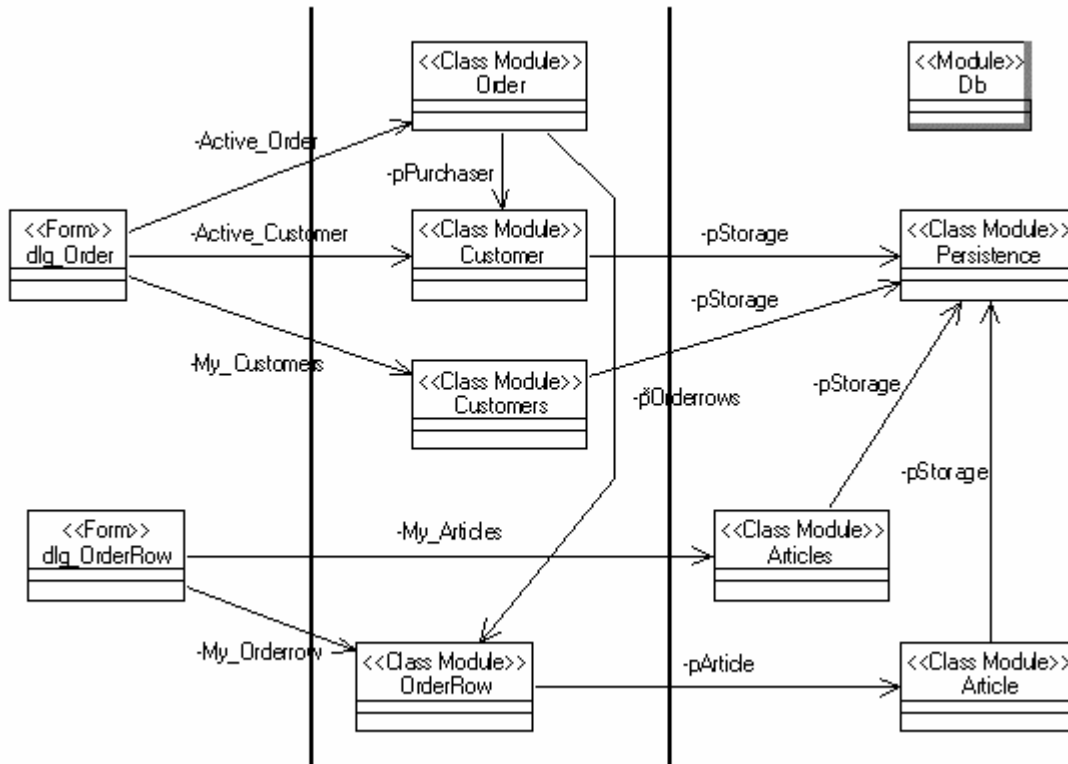 <<Class Module>>
Order
<<Module>>
Db
-Active_Order
-pPurchaser
<<Form>>
dlg_Order
-Active_Customer
<<Class Module>>
Customer
-pStorage
<<Class Module>>
Persistence
-pStorage
-My_Customers
<<Class Module>>
Customers
-pStorage
-pOrderrows
-pStorage
<<Form>>
dlg_OrderRow
-My_Articles
<<Class Module>>
Articles
-My_Orderrow
<<Class Module>>
OrderRow
-pArticle
<<Class Module>>
Article